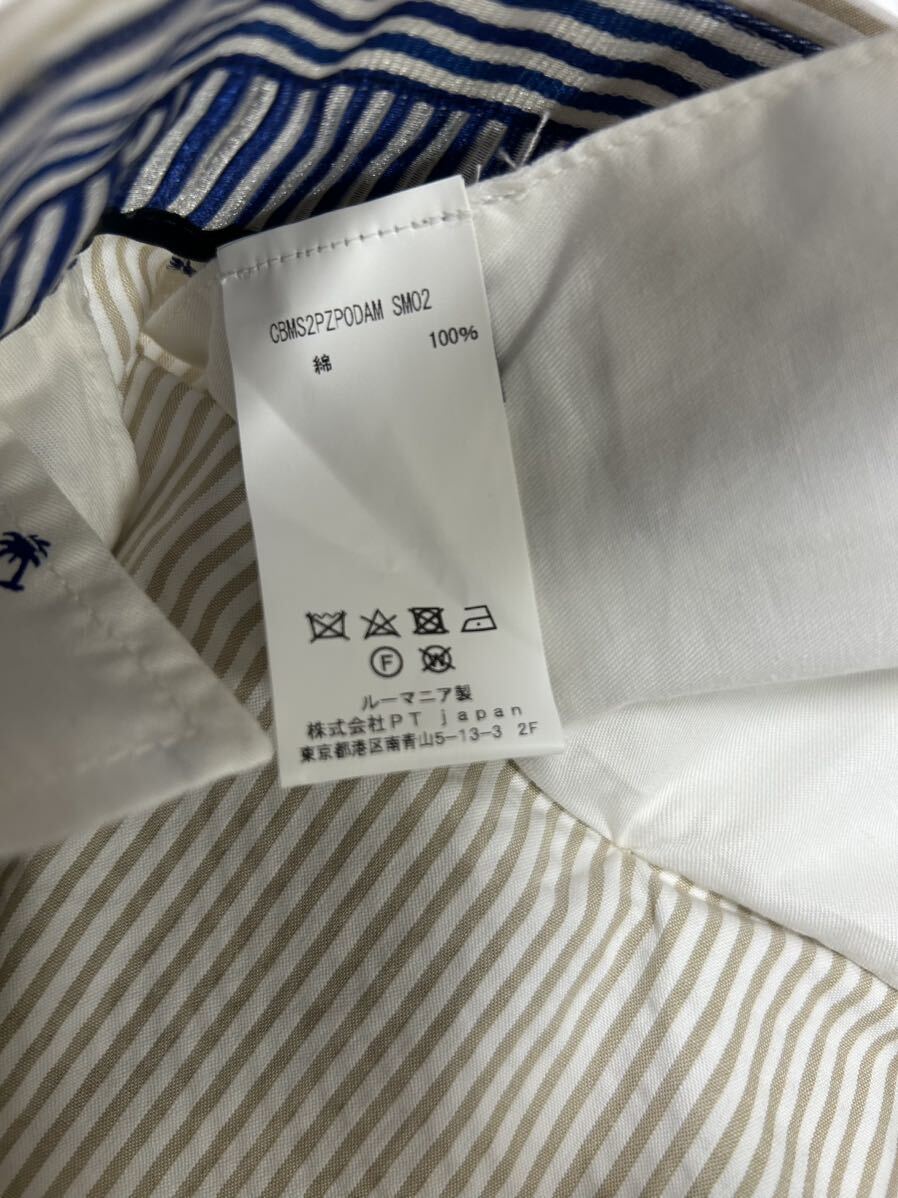 CBMS2PZPODAM SM02
綿 100%
F W
ルーマニア製
株式会社PT japan
東京都港区南青山5-13-3 2F